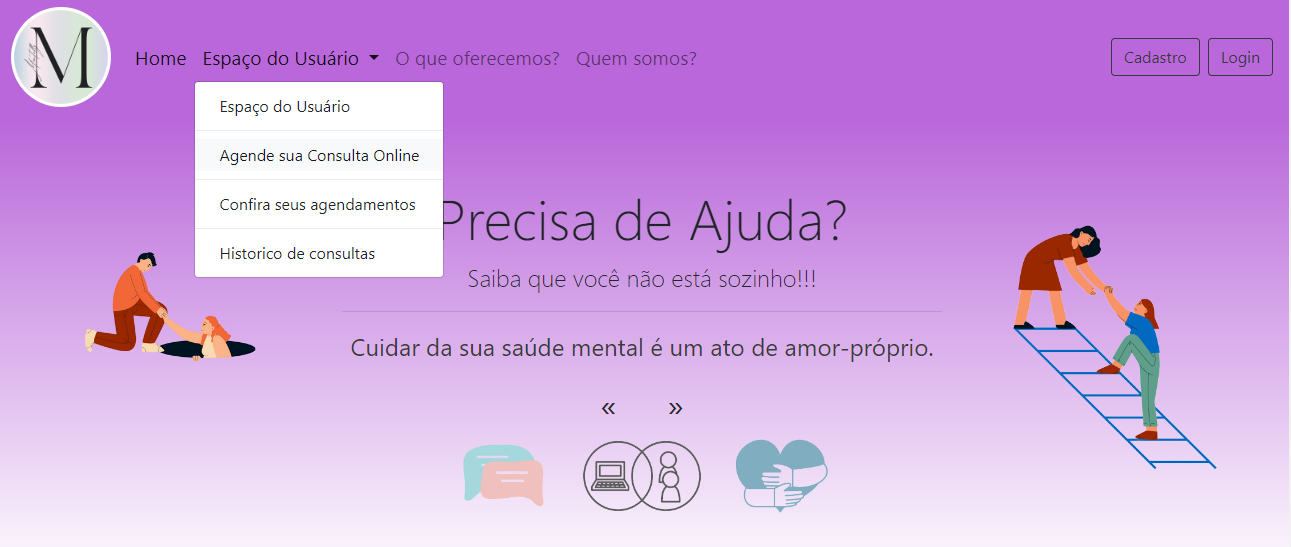 M
Home
Espaço do Usuário
O que oferecemos?
Quem somos?
Cadastro
Login
Espaço do Usuário
Agende sua Consulta Online
Confira seus agendamentos
Historico de consultas
Precisa de Ajuda?
Saiba que você não está sozinho!!!
Cuidar da sua saúde mental é um ato de amor-próprio.
« »